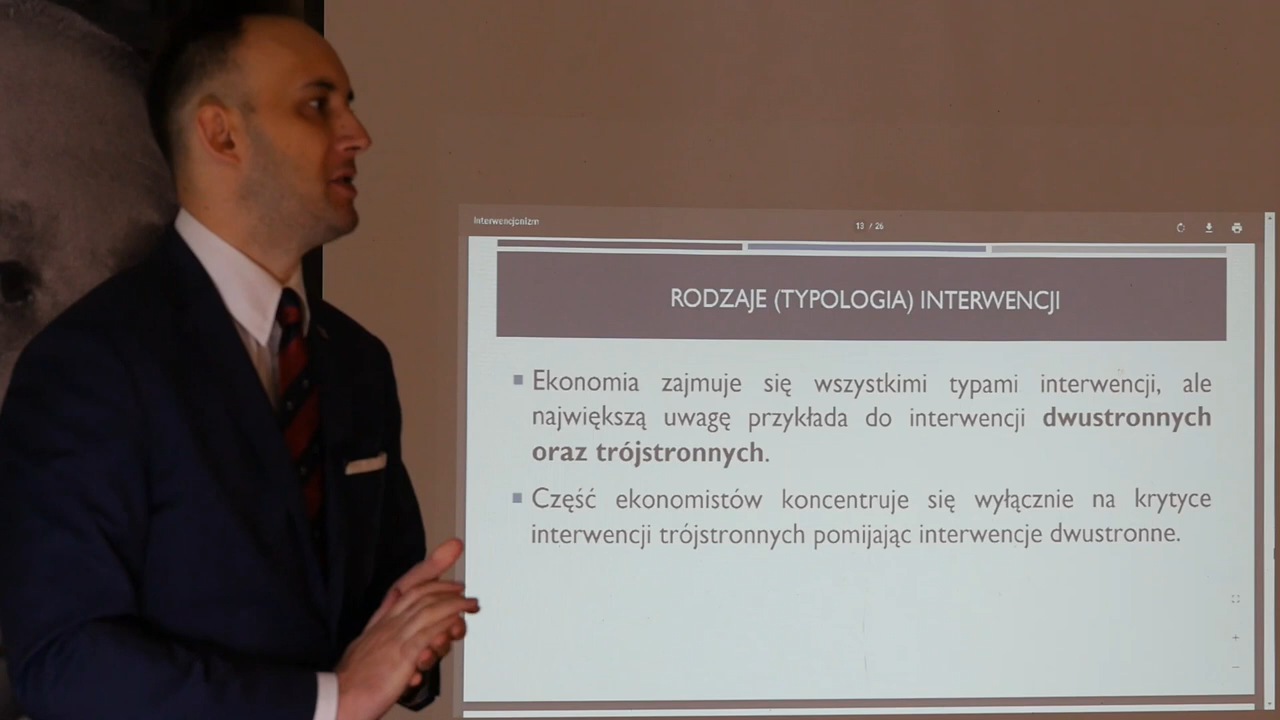 Interwencjonizm
13 / 26
RODZAJE (TYPOLOGIA) INTERWENCJI
Ekonomia zajmuje się wszystkimi typami interwencji, ale
największą uwagę przykłada do interwencji dwustronnych
oraz trójstronnych.
Część ekonomistów koncentruje się wyłącznie na krytyce
interwencji trójstronnych pomijając interwencje dwustronne.